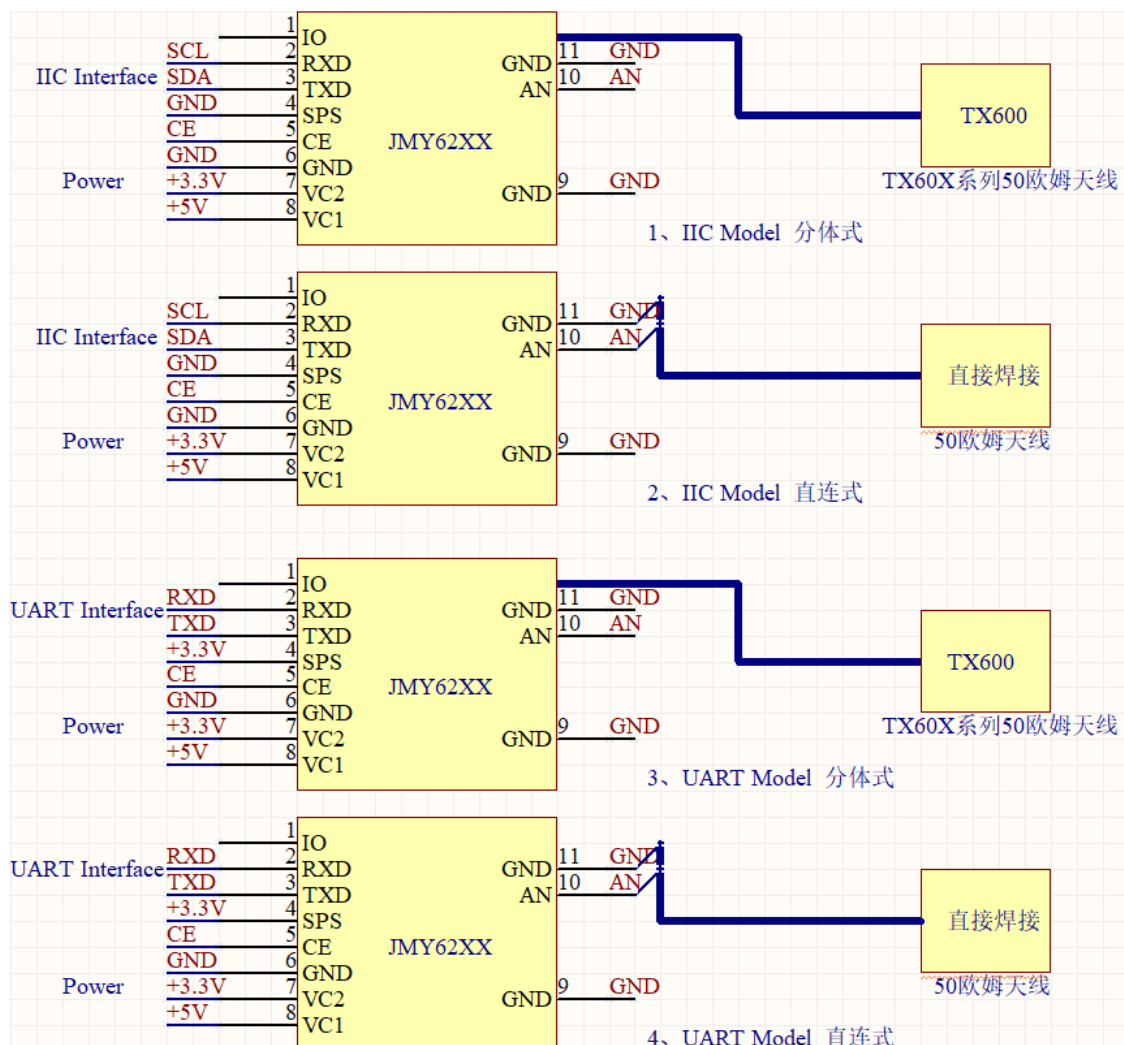 1
IO
SCL
2
RXD
GND
11
GND
IIC Interface
SDA
3
TXD
AN
10
AN
GND
4
SPS
TX600
CE
5
CE
JMY62XX
GND
6
GND
Power
+3.3V
7
VC2
GND
9
GND
TX60X系列50欧姆天线
+5V
8
VC1
1、IIC Model 分体式
1
IO
SCL
2
RXD
GND
11
GND
IIC Interface
SDA
3
TXD
AN
10
AN
GND
4
SPS
直接焊接
CE
5
CE
JMY62XX
GND
6
GND
Power
+3.3V
7
VC2
GND
9
GND
50欧姆天线
+5V
8
VC1
2、IIC Model 直连式
1
IO
UART Interface
RXD
2
RXD
GND
11
GND
TXD
3
TXD
AN
10
AN
+3.3V
4
SPS
TX600
CE
5
CE
JMY62XX
GND
6
GND
Power
+3.3V
7
VC2
GND
9
GND
TX60X系列50欧姆天线
+5V
8
VC1
3、UART Model 分体式
1
IO
UART Interface
RXD
2
RXD
GND
11
GND
TXD
3
TXD
AN
10
AN
+3.3V
4
SPS
直接焊接
CE
5
CE
JMY62XX
GND
6
GND
Power
+3.3V
7
VC2
GND
9
GND
50欧姆天线
+5V
8
VC1
4、UART Model 直连式